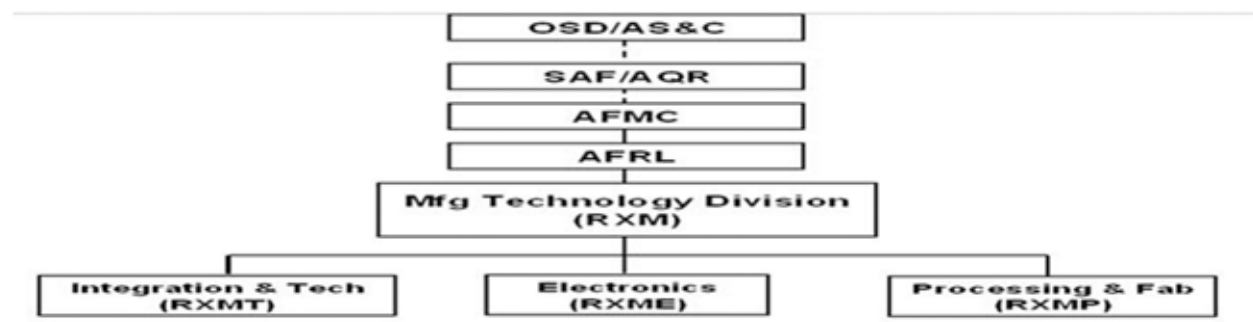 OSD/AS&C
SAF/AQR
AFMC
AFRL
Mfg Technology Division
(RXM)
Integration & Tech
(RXMT)
Electronics
(RXME)
Processing & Fab
(RXMP)